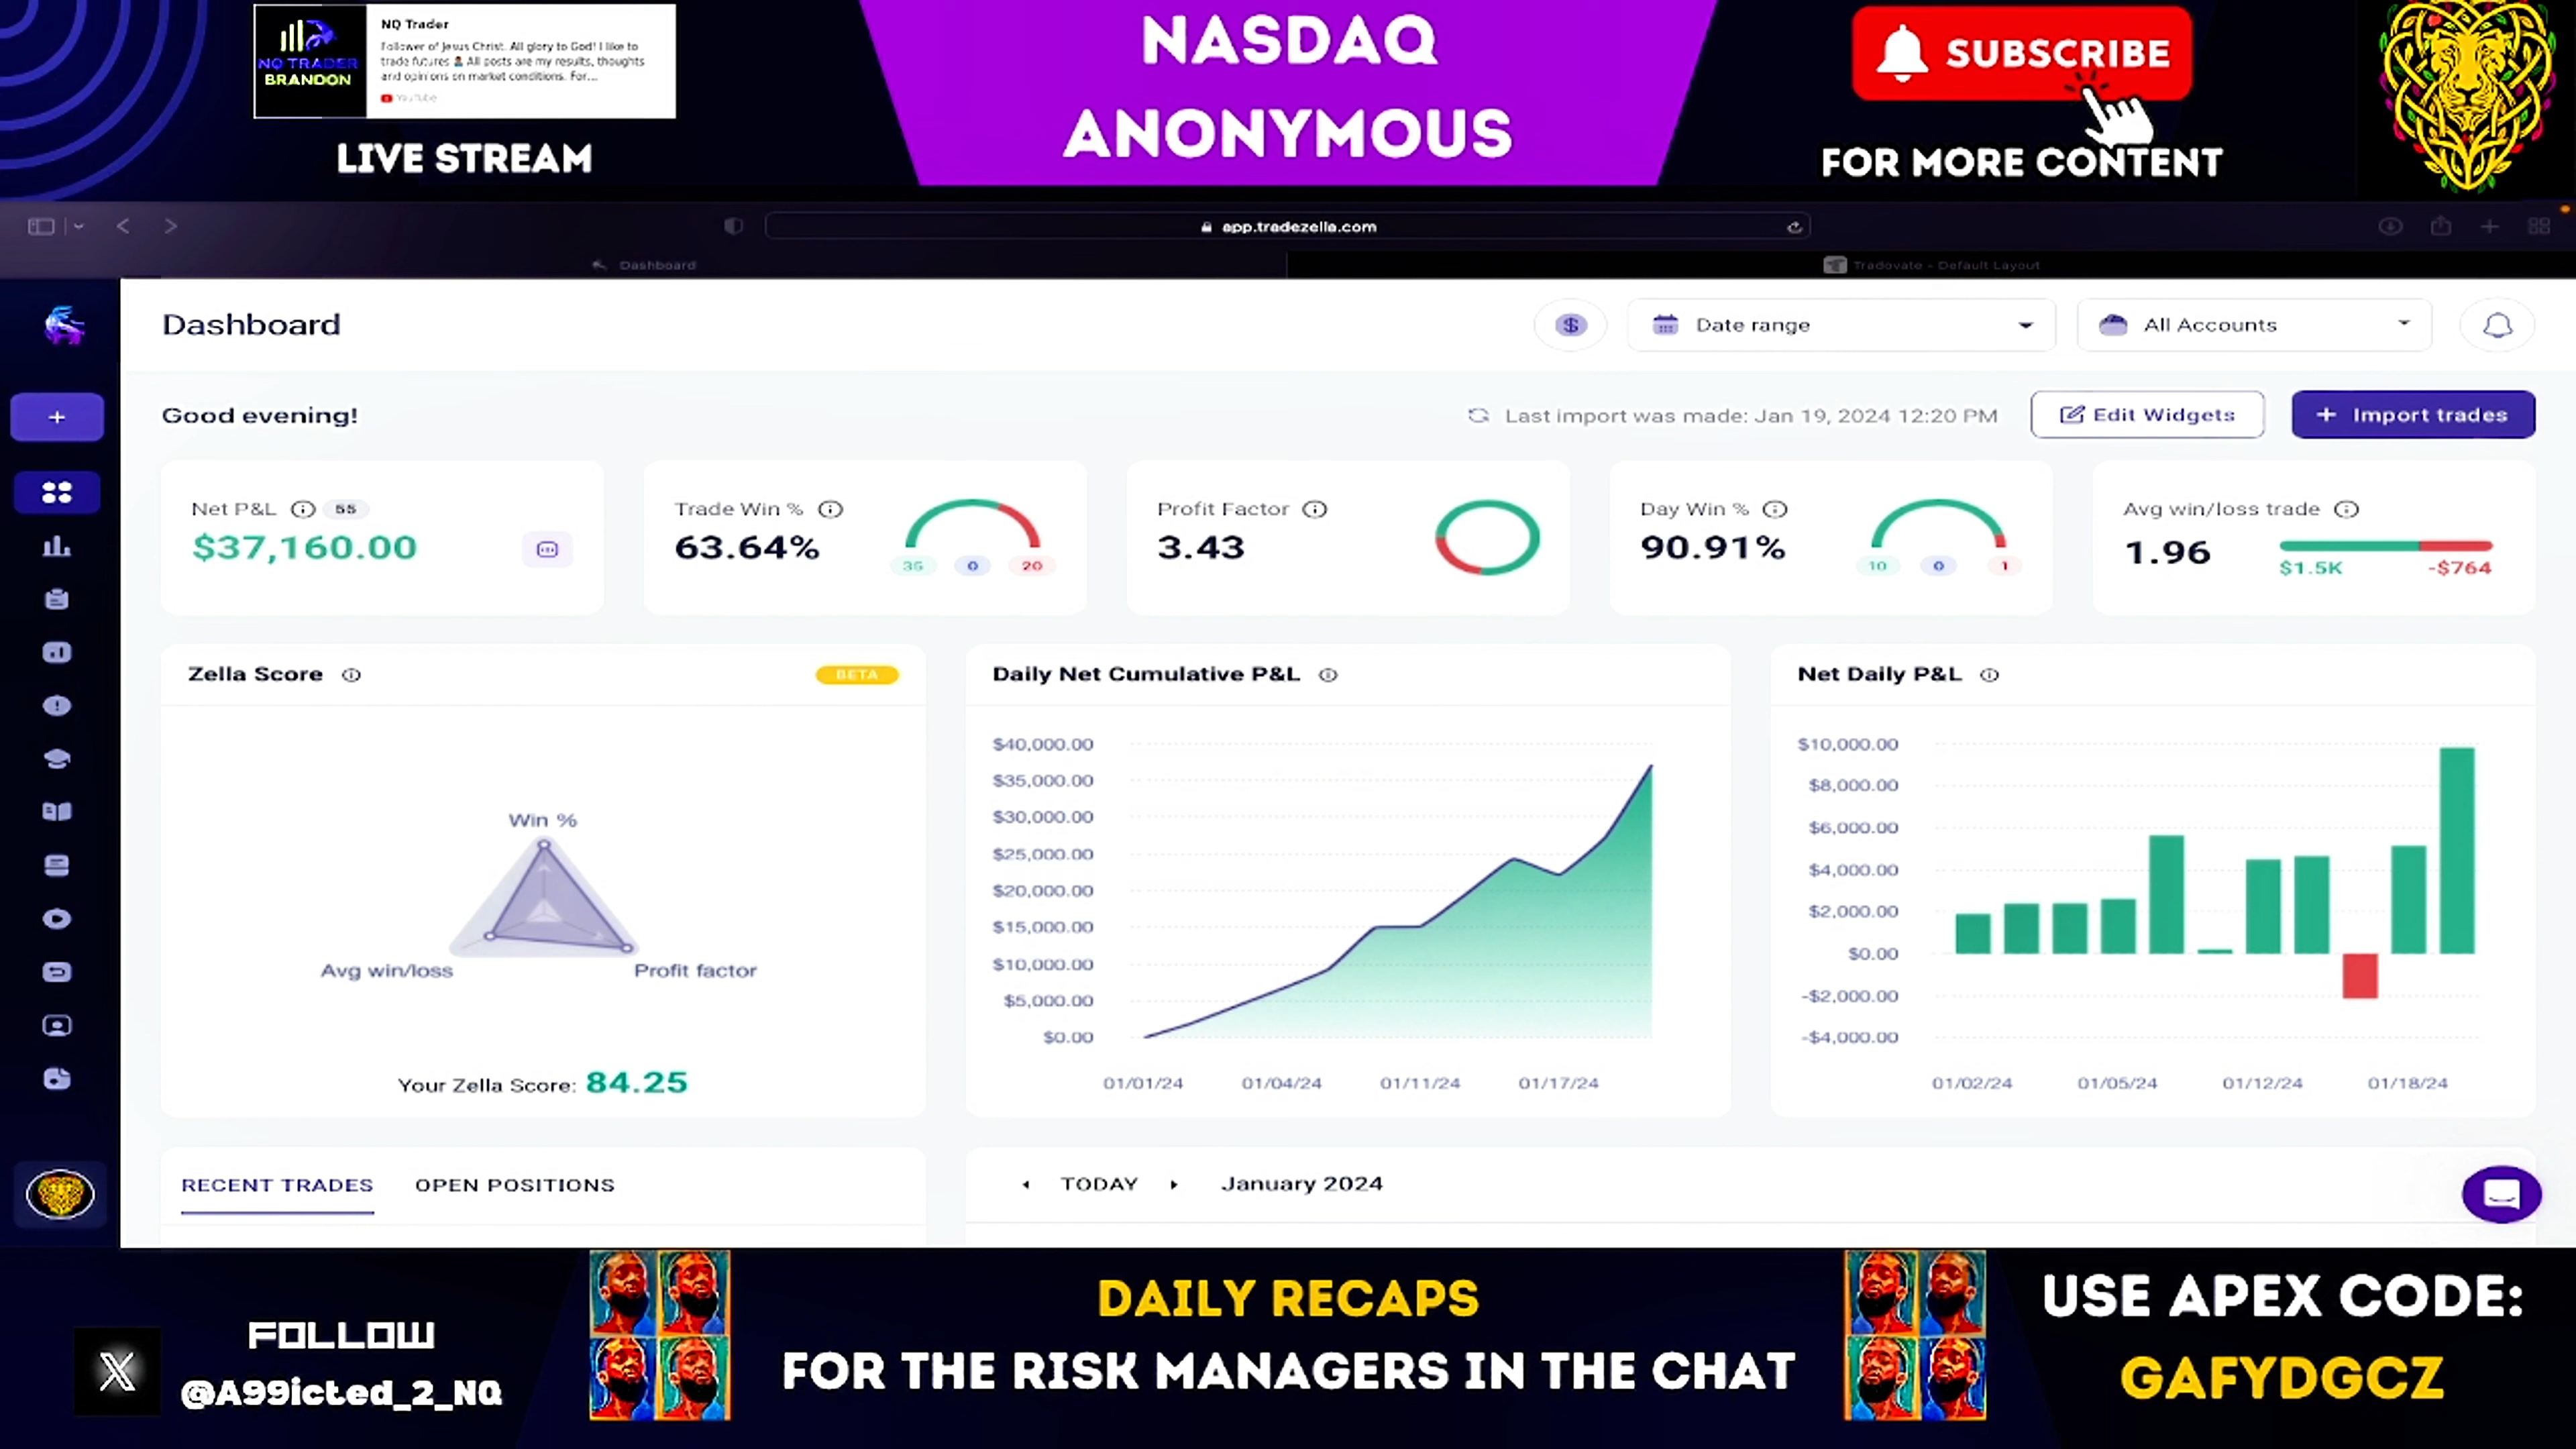 NQ Trader
Follower of Jesus Christ. All glory to God! I like to
trade futures All posts are my results, thoughts
and opinions on market conditions. For...
YouTube
NQ TRADER
BRANDON
LIVE STREAM
NASDAQ
ANONYMOUS
SUBSCRIBE
FOR MORE CONTENT
app.tradezella.com
Dashboard
Tradovate - Default Layout
Dashboard
$
Date range
All Accounts
Good evening!
Last import was made: Jan 19, 2024 12:20 PM
Edit Widgets
+ Import trades
Net P&L 55
$37,160.00
Trade Win %
63.64%
35 0 20
Profit Factor
3.43
Day Win %
90.91%
10 0 1
Avg win/loss trade
1.96
$1.5K -$764
Zella Score
BETA
Win %
Avg win/loss
Profit factor
Your Zella Score: 84.25
Daily Net Cumulative P&L
$40,000.00
$35,000.00
$30,000.00
$25,000.00
$20,000.00
$15,000.00
$10,000.00
$5,000.00
$0.00
01/01/24 01/04/24 01/11/24 01/17/24
Net Daily P&L
$10,000.00
$8,000.00
$6,000.00
$4,000.00
$2,000.00
$0.00
-$2,000.00
-$4,000.00
01/02/24 01/05/24 01/12/24 01/18/24
RECENT TRADES OPEN POSITIONS
TODAY January 2024
FOLLOW
@A99icted_2_NQ
DAILY RECAPS
FOR THE RISK MANAGERS IN THE CHAT
USE APEX CODE:
GAFYDGCZ